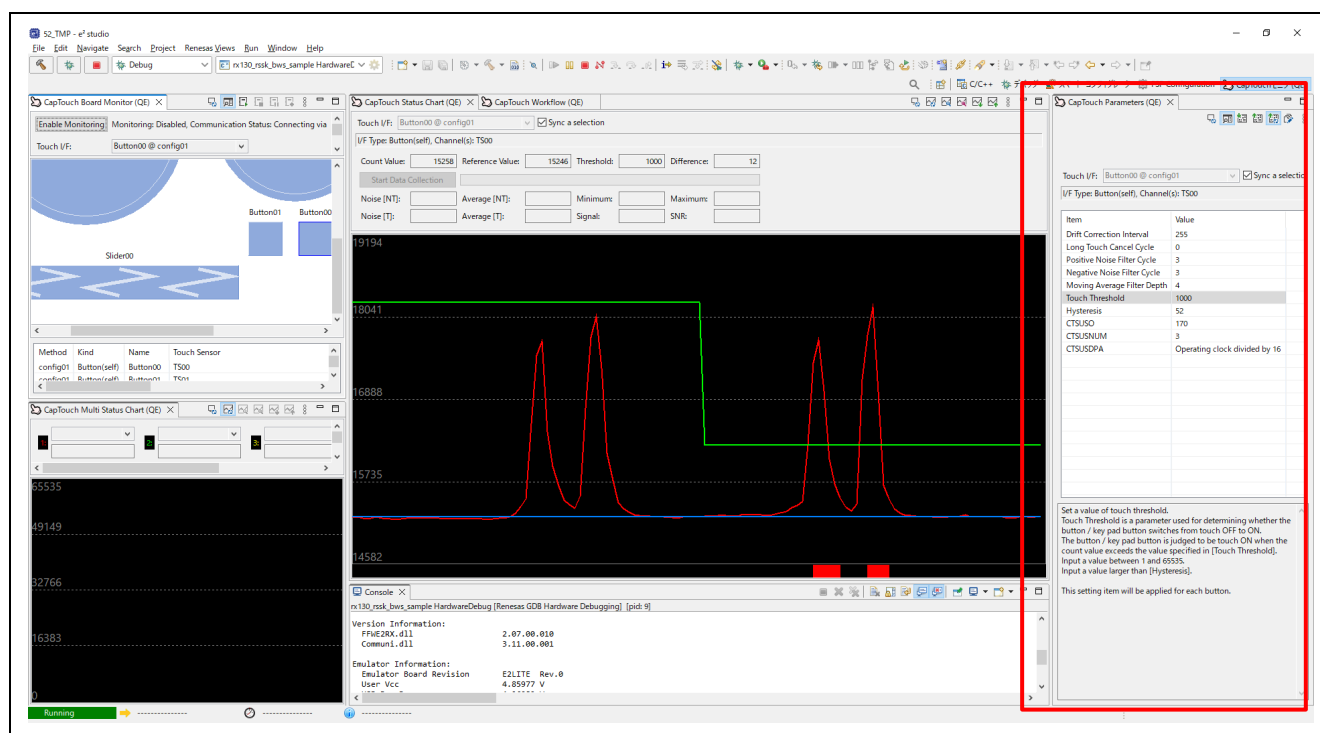 52_TMP - e² studio
File Edit Navigate Search Project Renesas Views Run Window Help
Debug
rx130_rssk_bws_sample HardwareD
C/C++
CapTouch Board Monitor (QE)
Enable Monitoring Monitoring: Disabled, Communication Status: Connecting via
Touch I/F: Button00 @ config01
Button01 Button00
Slider00
Method Kind Name Touch Sensor
config01 Button(self) Button00 TS00
config01 Button(self) Button01 TS01
CapTouch Multi Status Chart (QE)
1: 2: 3:
65535
49149
32766
16383
0
CapTouch Status Chart (QE) CapTouch Workflow (QE)
Touch I/F: Button00 @ config01 Sync a selection
I/F Type: Button(self), Channel(s): TS00
Count Value: 15258 Reference Value: 15246 Threshold: 1000 Difference: 12
Start Data Collection
Noise [NT]: Average [NT]: Minimum: Maximum:
Noise [T]: Average [T]: Signal: SNR:
19194
18041
16888
15735
14582
Console
rx130_rssk_bws_sample HardwareDebug [Renesas GDB Hardware Debugging] [pid: 9]
Version Information:
FFWE2RX.dll 2.07.00.010
Communi.dll 3.11.00.001
Emulator Information:
Emulator Board Revision E2LITE Rev.0
User Vcc 4.85977 V
CapTouch Parameters (QE)
Touch I/F: Button00 @ config01 Sync a selectio
I/F Type: Button(self), Channel(s): TS00
Item Value
Drift Correction Interval 255
Long Touch Cancel Cycle 0
Positive Noise Filter Cycle 3
Negative Noise Filter Cycle 3
Moving Average Filter Depth 4
Touch Threshold 1000
Hysteresis 52
CTSUSO 170
CTSUSNUM 3
CTSUSDPA Operating clock divided by 16
Set a value of touch threshold.
Touch Threshold is a parameter used for determining whether the
button / key pad button switches from touch OFF to ON.
The button / key pad button is judged to be touch ON when the
count value exceeds the value specified in [Touch Threshold].
Input a value between 1 and 65535.
Input a value larger than [Hysteresis].
This setting item will be applied for each button.
Running --------------- --------------- ---------------